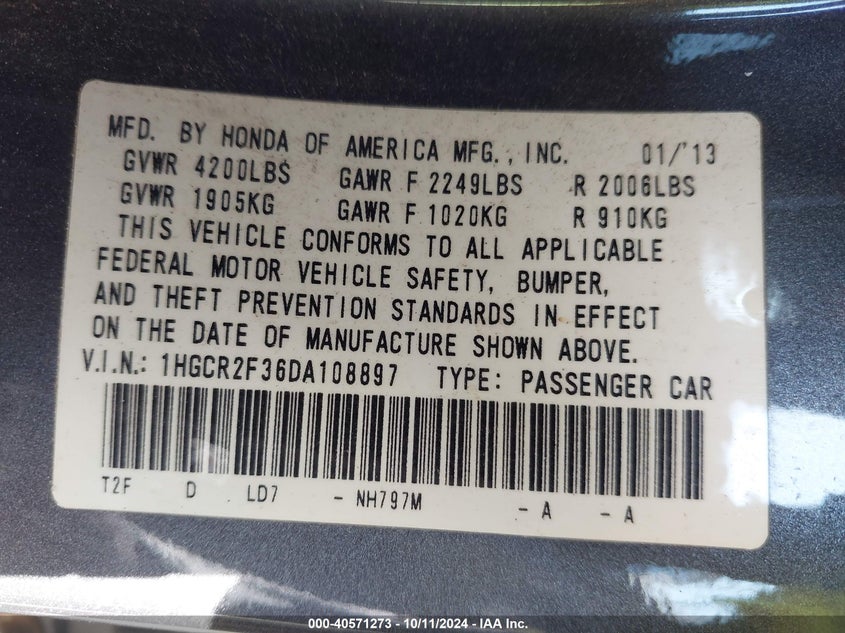 MFD. BY HONDA OF AMERICA MFG., INC. 01/'13
GVWR 4200LBS GAWR F 2249LBS R 2006LBS
GVWR 1905KG GAWR F 1020KG R 910KG
THIS VEHICLE CONFORMS TO ALL APPLICABLE
FEDERAL MOTOR VEHICLE SAFETY, BUMPER,
AND THEFT PREVENTION STANDARDS IN EFFECT
ON THE DATE OF MANUFACTURE SHOWN ABOVE.
V.I.N.: 1HGCR2F36DA108897 TYPE: PASSENGER CAR
T2F D LD7 - NH797M - A - A
000-40571273 - 10/11/2024 - IAA Inc.